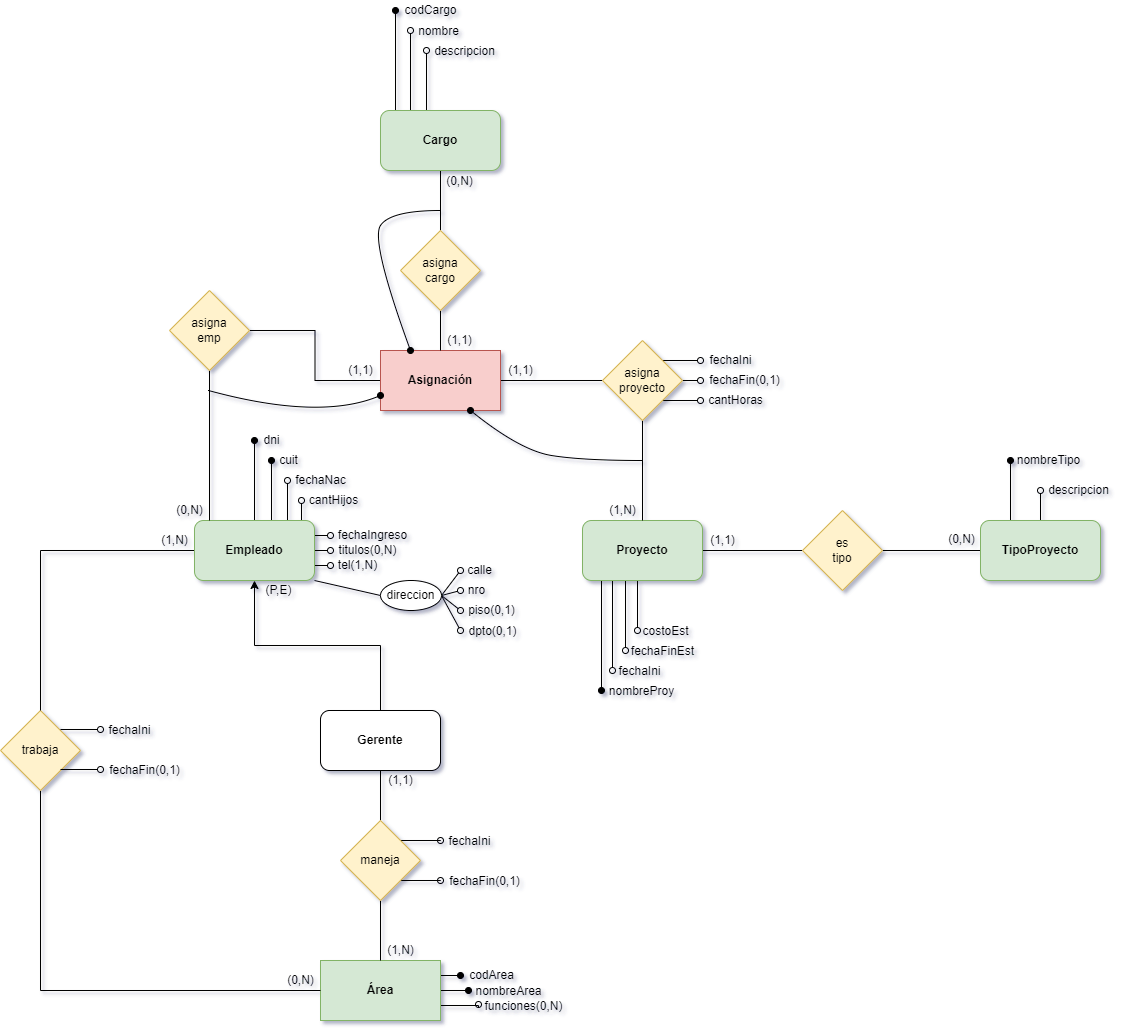 codCargo
nombre
descripcion
Cargo
(0,N)
asigna
cargo
(1,1)
asigna
emp
(1,1)
Asignación
(1,1)
asigna
proyecto
fechaIni
fechaFin(0,1)
cantHoras
dni
cuit
fechaNac
cantHijos
(0,N)
(1,N)
Empleado
fechaIngreso
titulos(0,N)
tel(1,N)
(P,E)
direccion
calle
nro
piso(0,1)
dpto(0,1)
(1,N)
Proyecto
(1,1)
es
tipo
(0,N)
TipoProyecto
nombreTipo
descripcion
costoEst
fechaFinEst
fechaIni
nombreProy
trabaja
fechaIni
fechaFin(0,1)
Gerente
(1,1)
maneja
fechaIni
fechaFin(0,1)
(1,N)
(0,N)
Área
codArea
nombreArea
funciones(0,N)